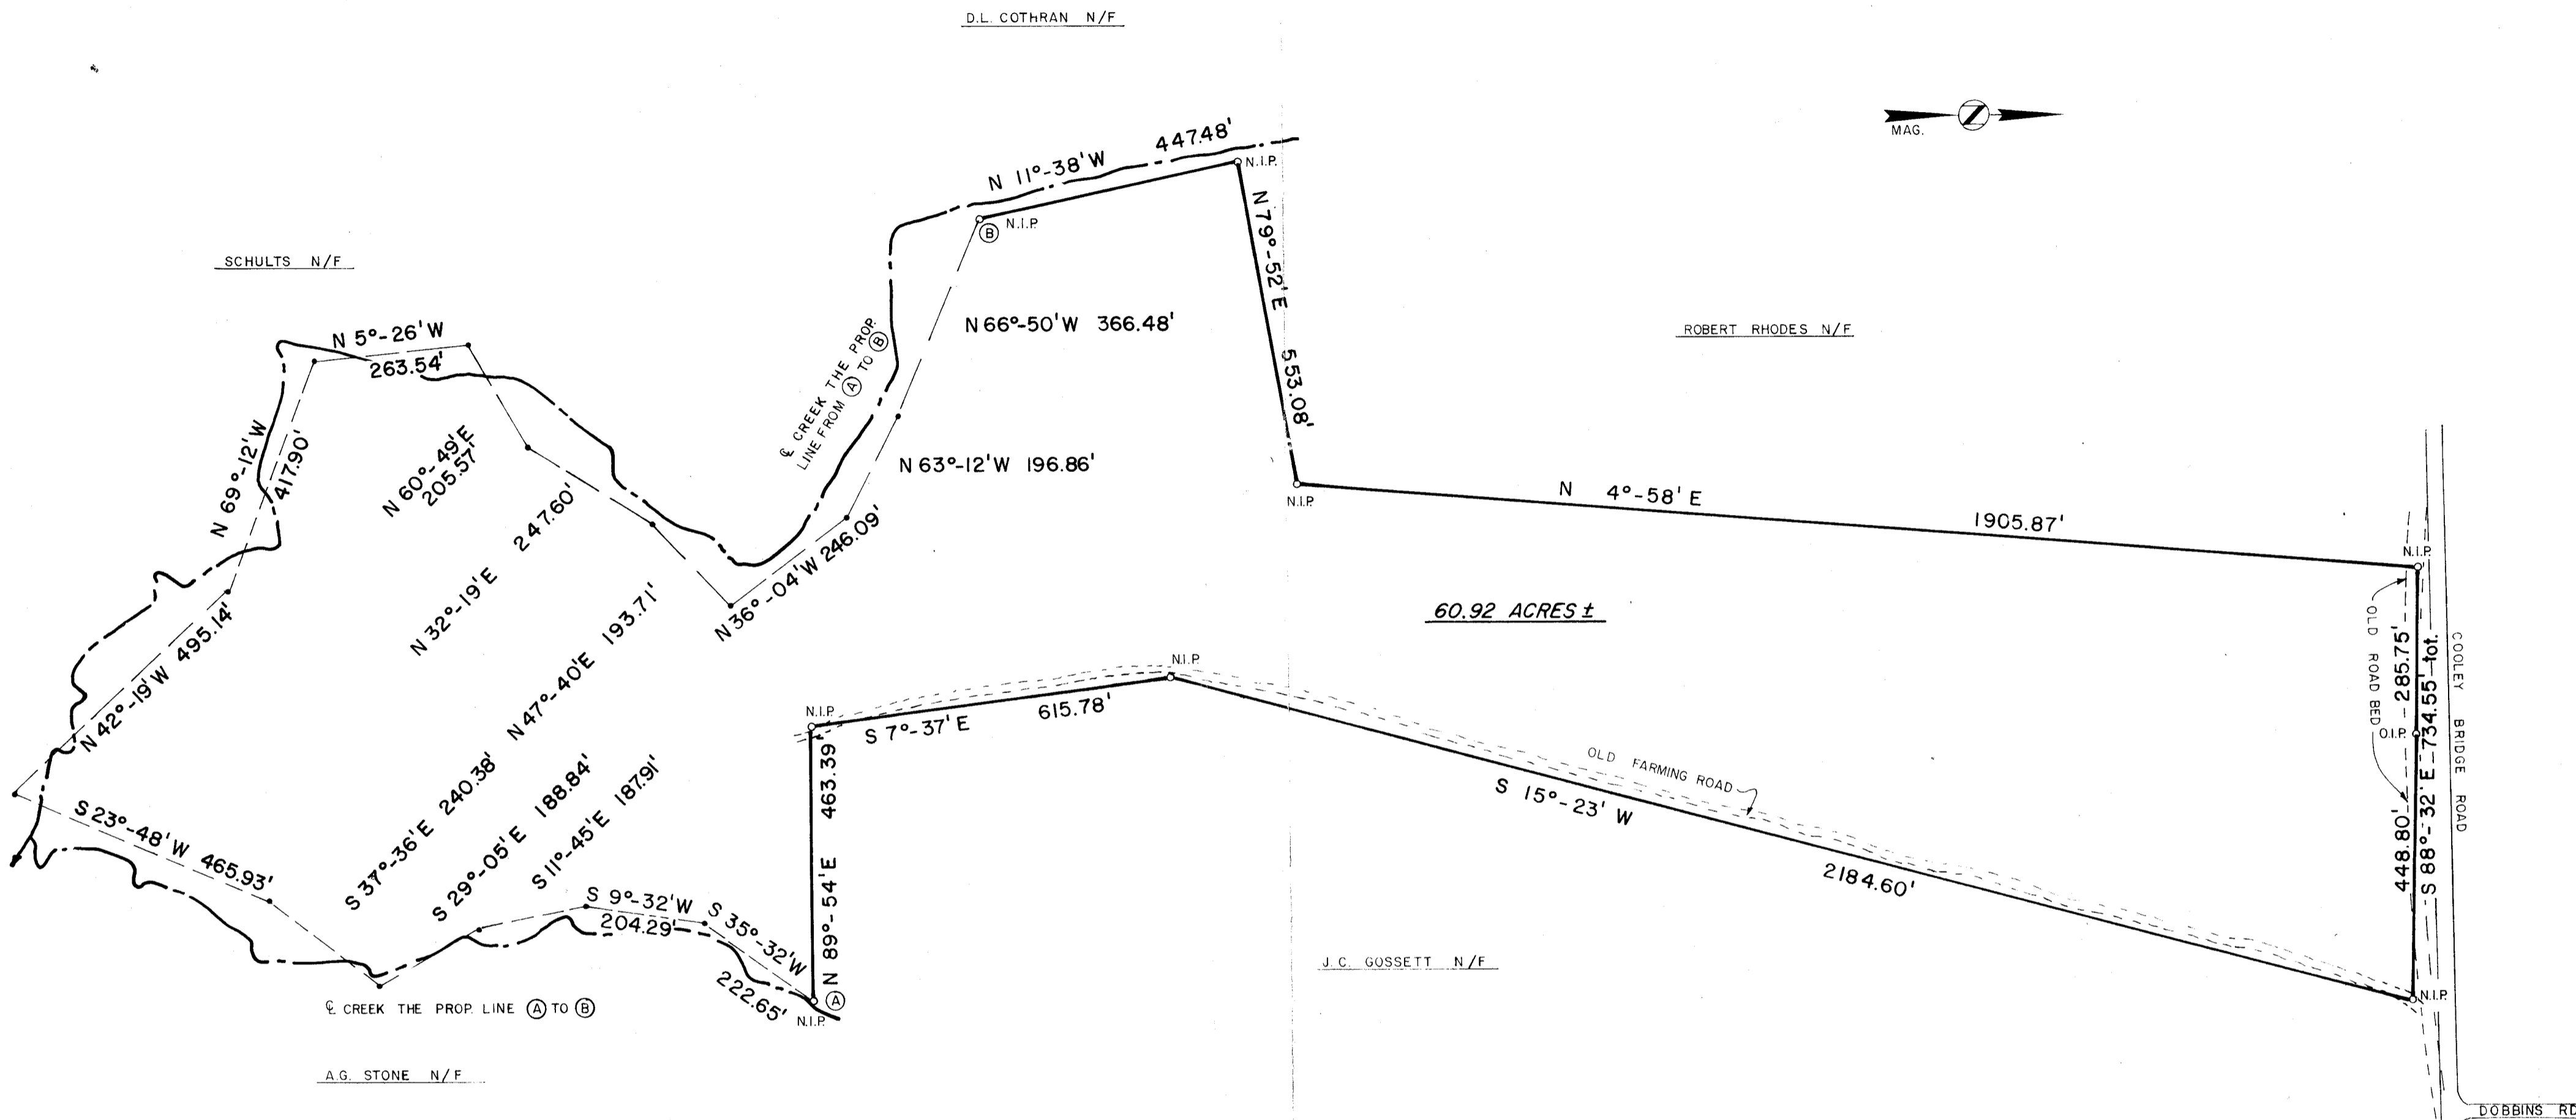 D.L. COTHRAN N/F
MAG.
Z
N 11°-38' W 447.48'
N.I.P.
N.I.P.
B
SCHULTS N/F
N 79°-52' E 553.08'
N 5°-26' W
263.54'
℄ CREEK THE PROP.
LINE FROM A TO B
N 66°-50' W 366.48'
ROBERT RHODES N/F
N 69°-12' W
417.90'
N 60°-49' E
205.57'
N 63°-12' W 196.86'
N.I.P.
N 4°-58' E
1905.87'
N.I.P.
N 32°-19' E 247.60'
N 36°-04' W 246.09'
N 42°-19' W 495.14'
N 47°-40' E 193.71'
60.92 ACRES ±
OLD ROAD BED
285.75'
O.I.P.
448.80'
S 88°-32' E 734.55' tot.
COOLEY BRIDGE ROAD
N.I.P.
N.I.P.
S 7°-37' E 615.78'
OLD FARMING ROAD
S 15°-23' W
2184.60'
N 89°-54' E 463.39'
S 23°-48' W 465.93'
S 37°-36' E 240.38'
S 29°-05' E 188.84'
S 11°-45' E 187.91'
S 9°-32' W
204.29'
S 35°-32' W
222.65'
A
N.I.P.
N.I.P.
J.C. GOSSETT N/F
℄ CREEK THE PROP. LINE A TO B
A.G. STONE N/F
DOBBINS RD